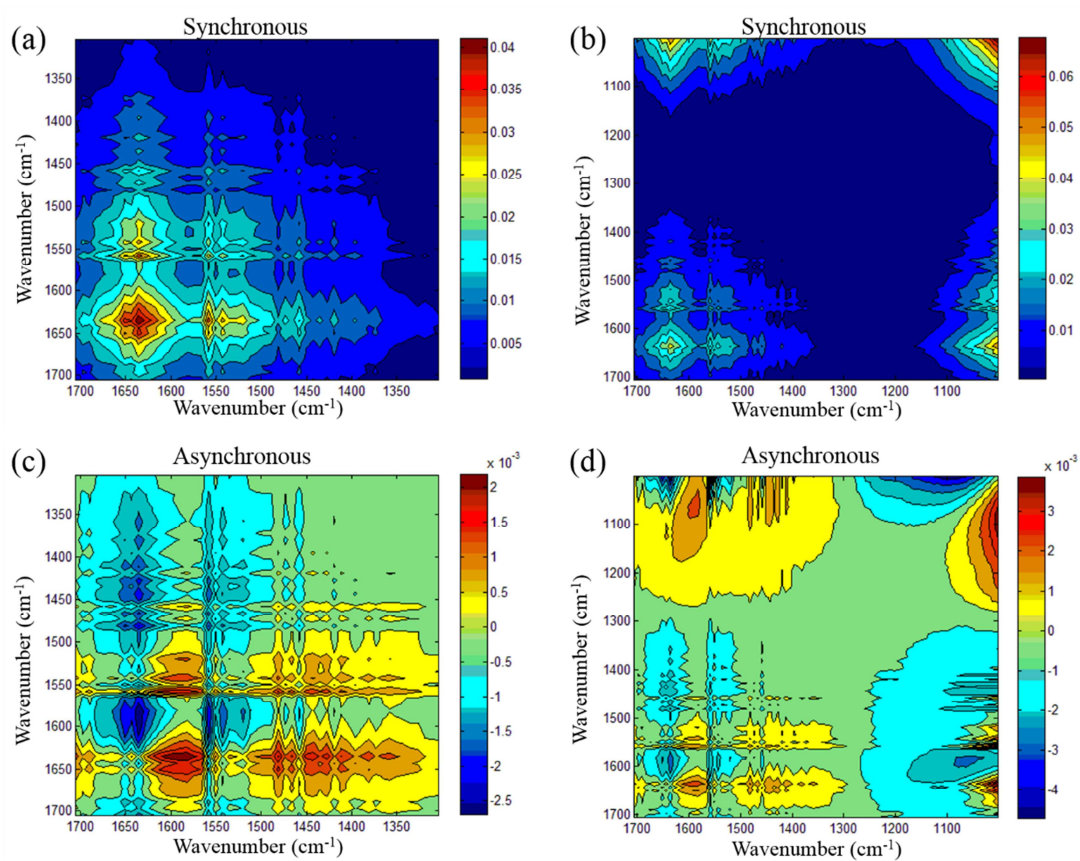 (a)
Synchronous
1350
1400
1450
1500
1550
1600
1650
1700
Wavenumber (cm-1)
1700 1650 1600 1550 1500 1450 1400 1350
Wavenumber (cm-1)
0.04
0.035
0.03
0.025
0.02
0.015
0.01
0.005
(b)
Synchronous
1100
1200
1300
1400
1500
1600
1700
Wavenumber (cm-1)
1700 1600 1500 1400 1300 1200 1100
Wavenumber (cm-1)
0.06
0.05
0.04
0.03
0.02
0.01
(c)
Asynchronous
1350
1400
1450
1500
1550
1600
1650
1700
Wavenumber (cm-1)
1700 1650 1600 1550 1500 1450 1400 1350
Wavenumber (cm-1)
x 10-3
2
1.5
1
0.5
0
-0.5
-1
-1.5
-2
-2.5
(d)
Asynchronous
1100
1200
1300
1400
1500
1600
1700
Wavenumber (cm-1)
1700 1600 1500 1400 1300 1200 1100
Wavenumber (cm-1)
x 10-3
3
2
1
0
-1
-2
-3
-4